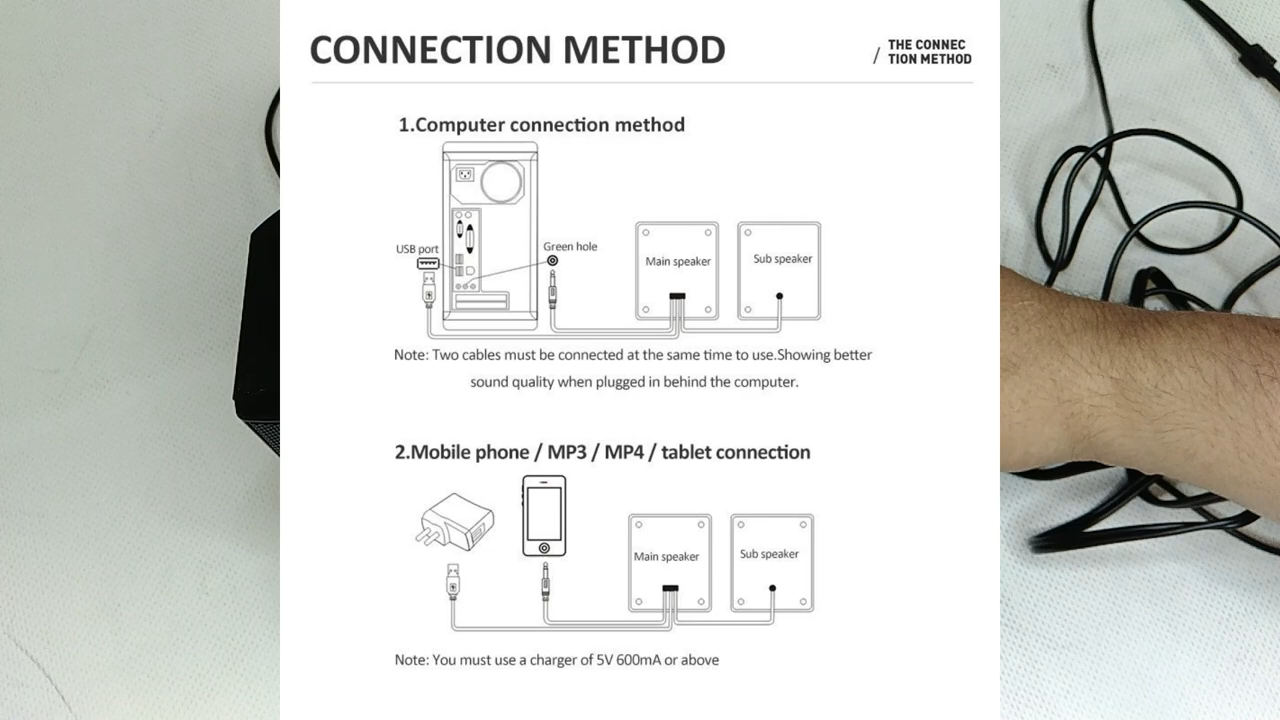 CONNECTION METHOD
/ THE CONNEC
TION METHOD
1.Computer connection method
USB port
Green hole
Main speaker
Sub speaker
Note: Two cables must be connected at the same time to use.Showing better
sound quality when plugged in behind the computer.
2.Mobile phone / MP3 / MP4 / tablet connection
Main speaker
Sub speaker
Note: You must use a charger of 5V 600mA or above